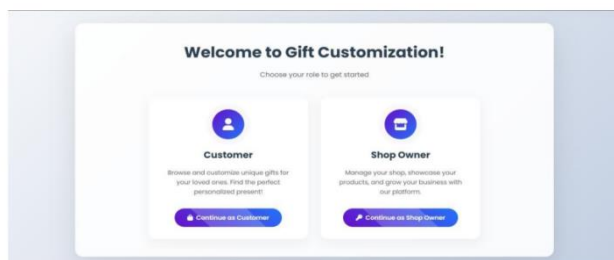 Welcome to Gift Customization!
Choose your role to get started
Customer
Browse and customize unique gifts for
your loved ones. Find the perfect
personalized present!
Continue as Customer
Shop Owner
Manage your shop, showcase your
products, and grow your business with
our platform.
Continue as Shop Owner